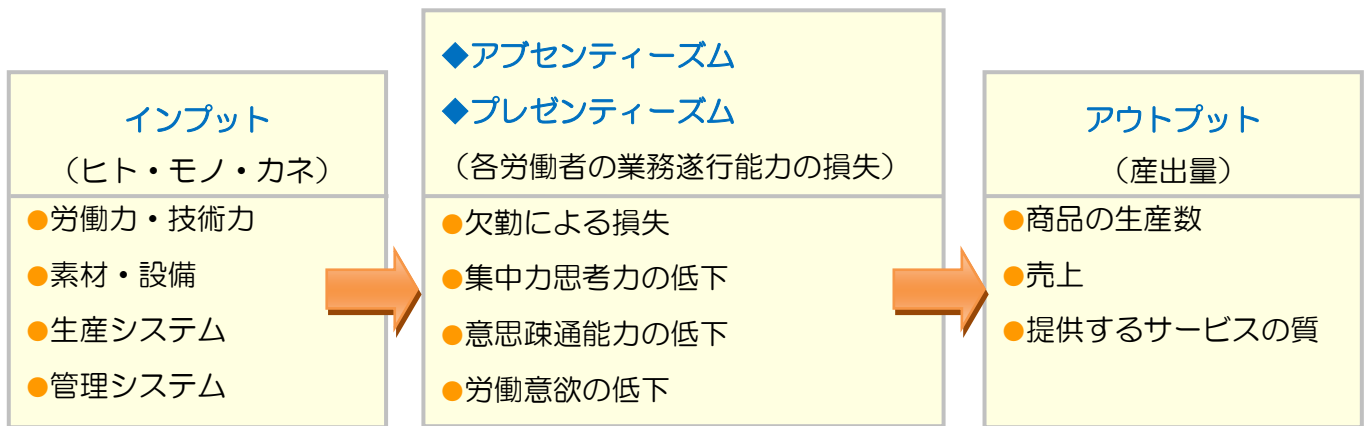 インプット
（ヒト・モノ・カネ）
●労働力・技術力
●素材・設備
●生産システム
●管理システム
◆アブセンティーズム
◆プレゼンティーズム
（各労働者の業務遂行能力の損失）
●欠勤による損失
●集中力思考力の低下
●意思疎通能力の低下
●労働意欲の低下
アウトプット
（産出量）
●商品の生産数
●売上
●提供するサービスの質